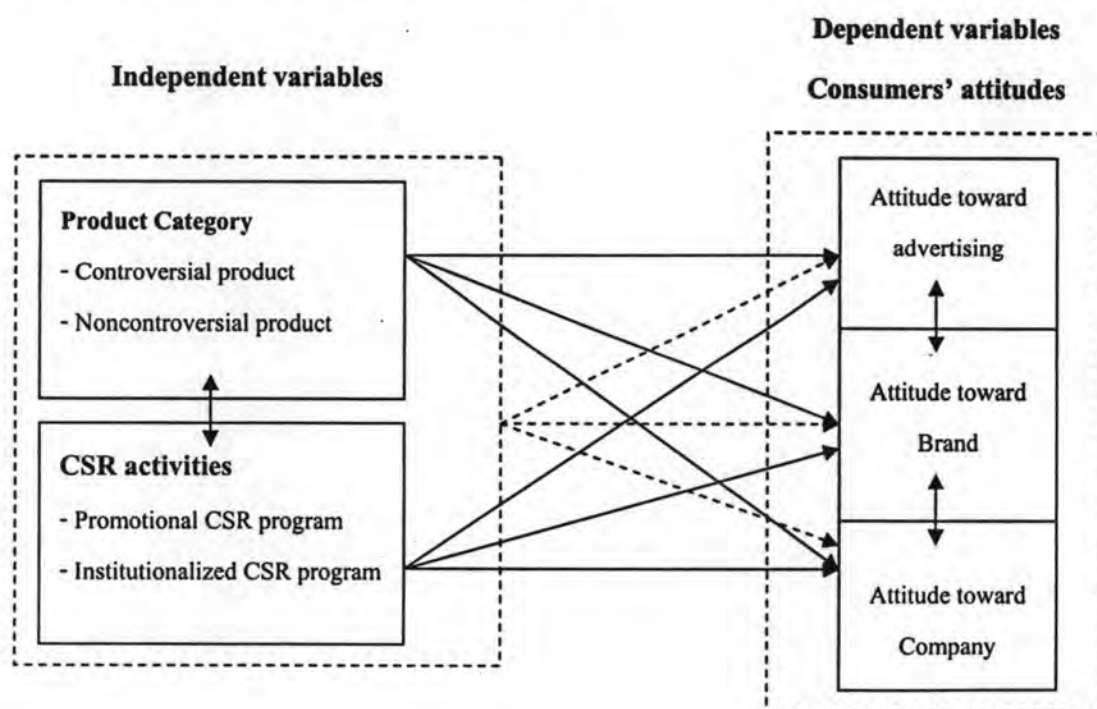 Independent variables
Product Category
- Controversial product
- Noncontroversial product
CSR activities
- Promotional CSR program
- Institutionalized CSR program
Dependent variables
Consumers' attitudes
Attitude toward
advertising
Attitude toward
Brand
Attitude toward
Company